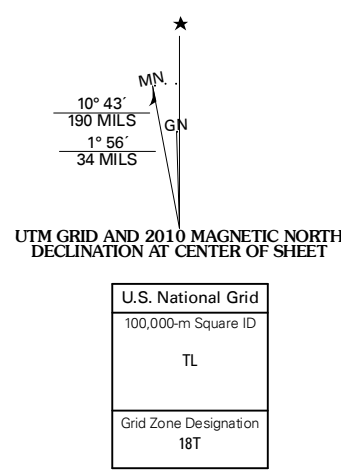 ★
MN
10° 43´
190 MILS
GN
1° 56´
34 MILS
UTM GRID AND 2010 MAGNETIC NORTH
DECLINATION AT CENTER OF SHEET
U.S. National Grid
100,000-m Square ID
TL
Grid Zone Designation
18T